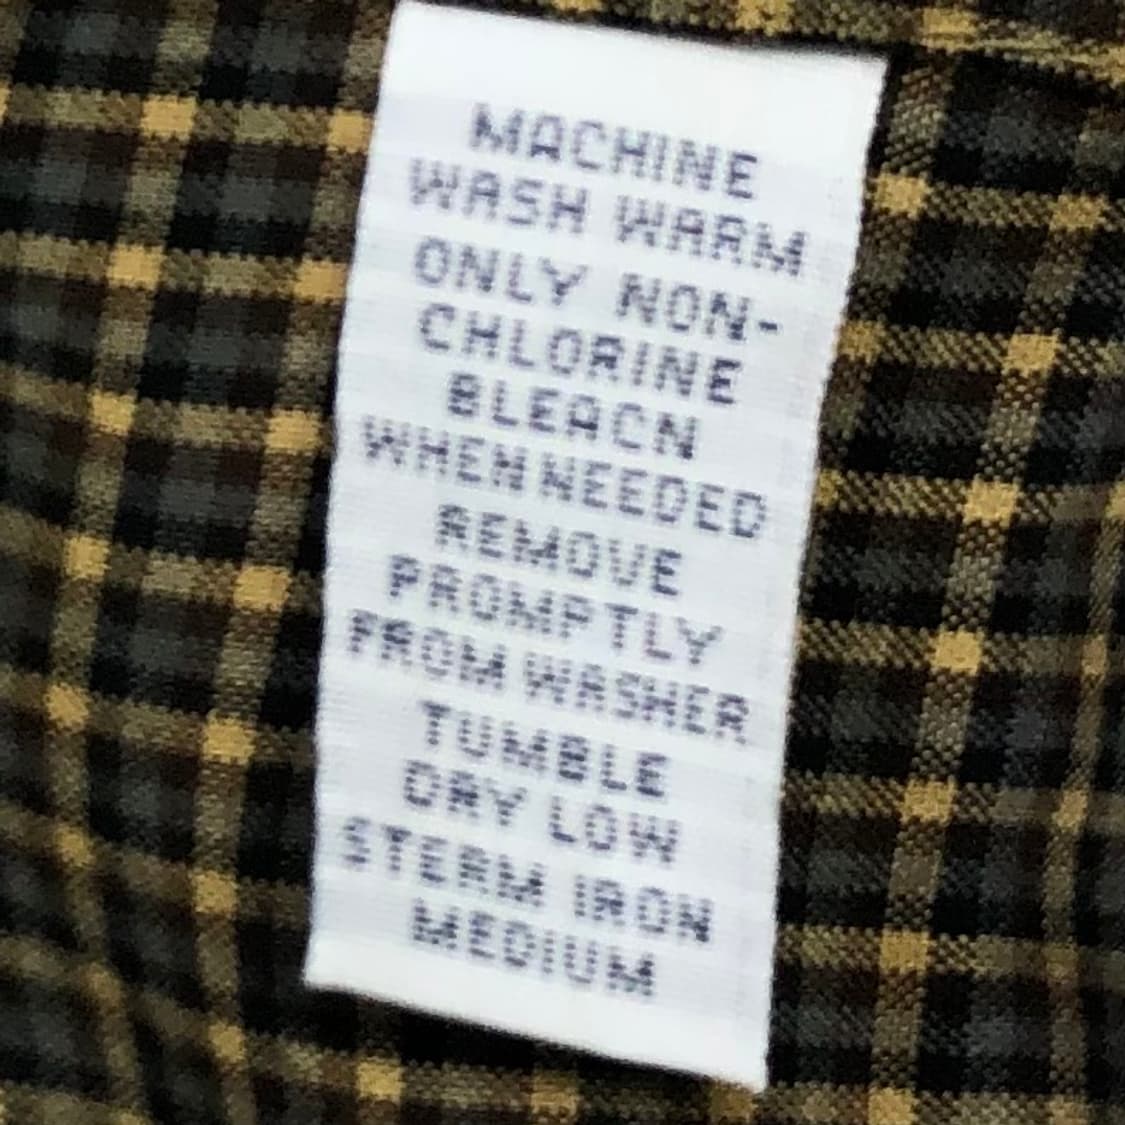 MACHINE
WASH WARM
ONLY NON-
CHLORINE
BLEACN
WHEN NEEDED
REMOVE
PROMPTLY
FROM WASHER
TUMBLE
DRY LOW
STEAM IRON
MEDIUM